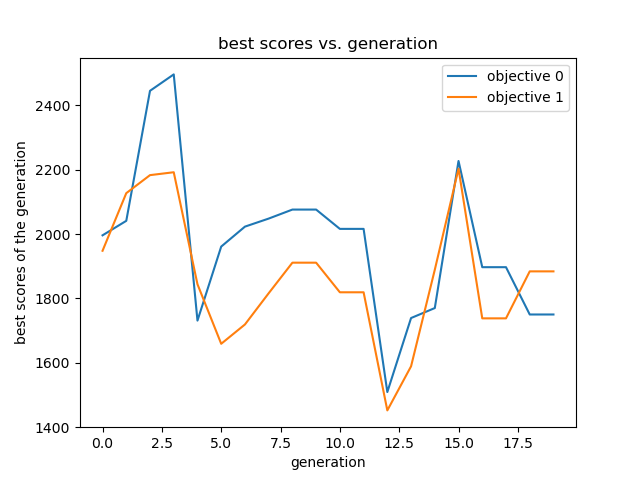 best scores vs. generation
objective 0
objective 1
best scores of the generation
2400
2200
2000
1800
1600
1400
0.0 2.5 5.0 7.5 10.0 12.5 15.0 17.5
generation